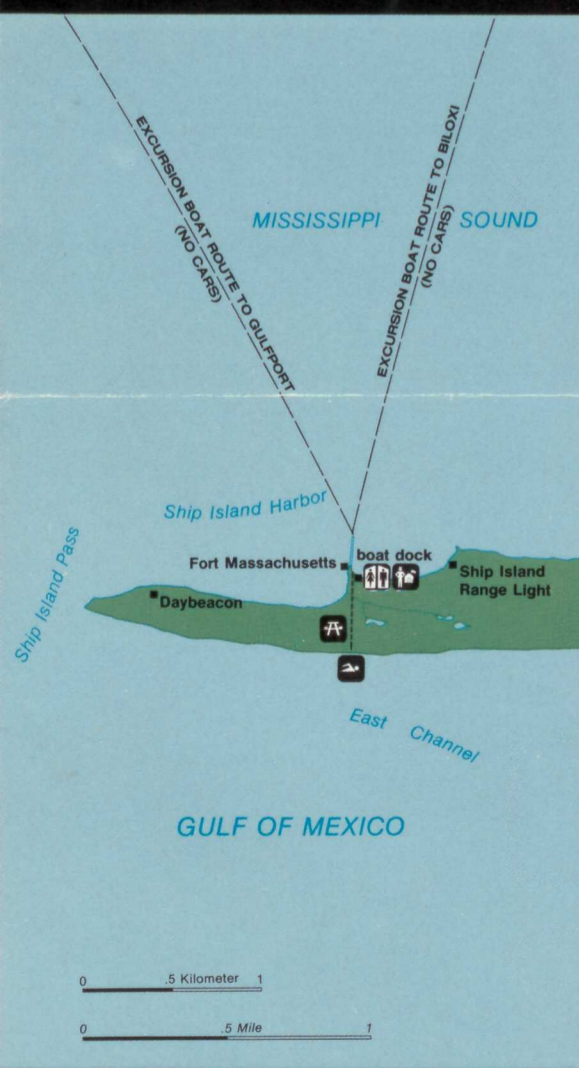 EXCURSION BOAT ROUTE TO GULFPORT
(NO CARS)
EXCURSION BOAT ROUTE TO BILOXI
(NO CARS)
MISSISSIPPI SOUND
Ship Island Harbor
Ship Island Pass
Fort Massachusetts
boat dock
Ship Island
Range Light
Daybeacon
East Channel
GULF OF MEXICO
0 .5 Kilometer 1
0 .5 Mile 1